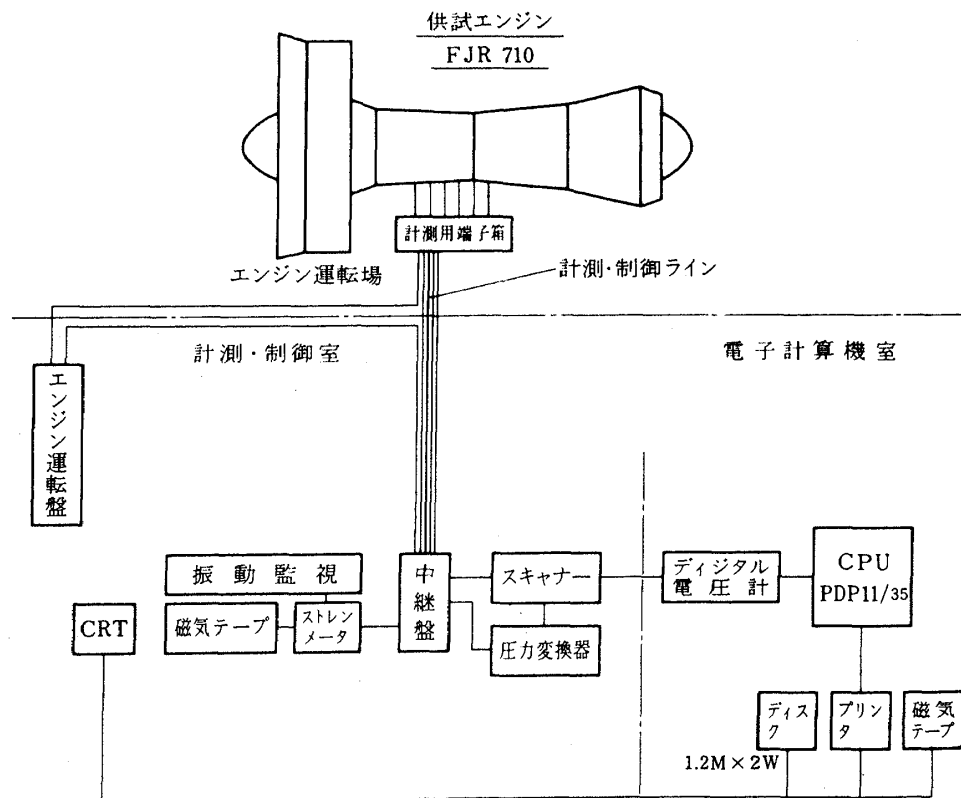 供試エンジン
FJR 710
計測用端子箱
エンジン運転場
計測・制御ライン
計測・制御室
電子計算機室
エンジン運転盤
振動監視
磁気テープ
ストレン
メータ
中継盤
スキャナー
圧力変換器
ディジタル
電圧計
CPU
PDP11/35
CRT
ディス
ク
プリン
タ
磁気
テープ
1.2M×2W